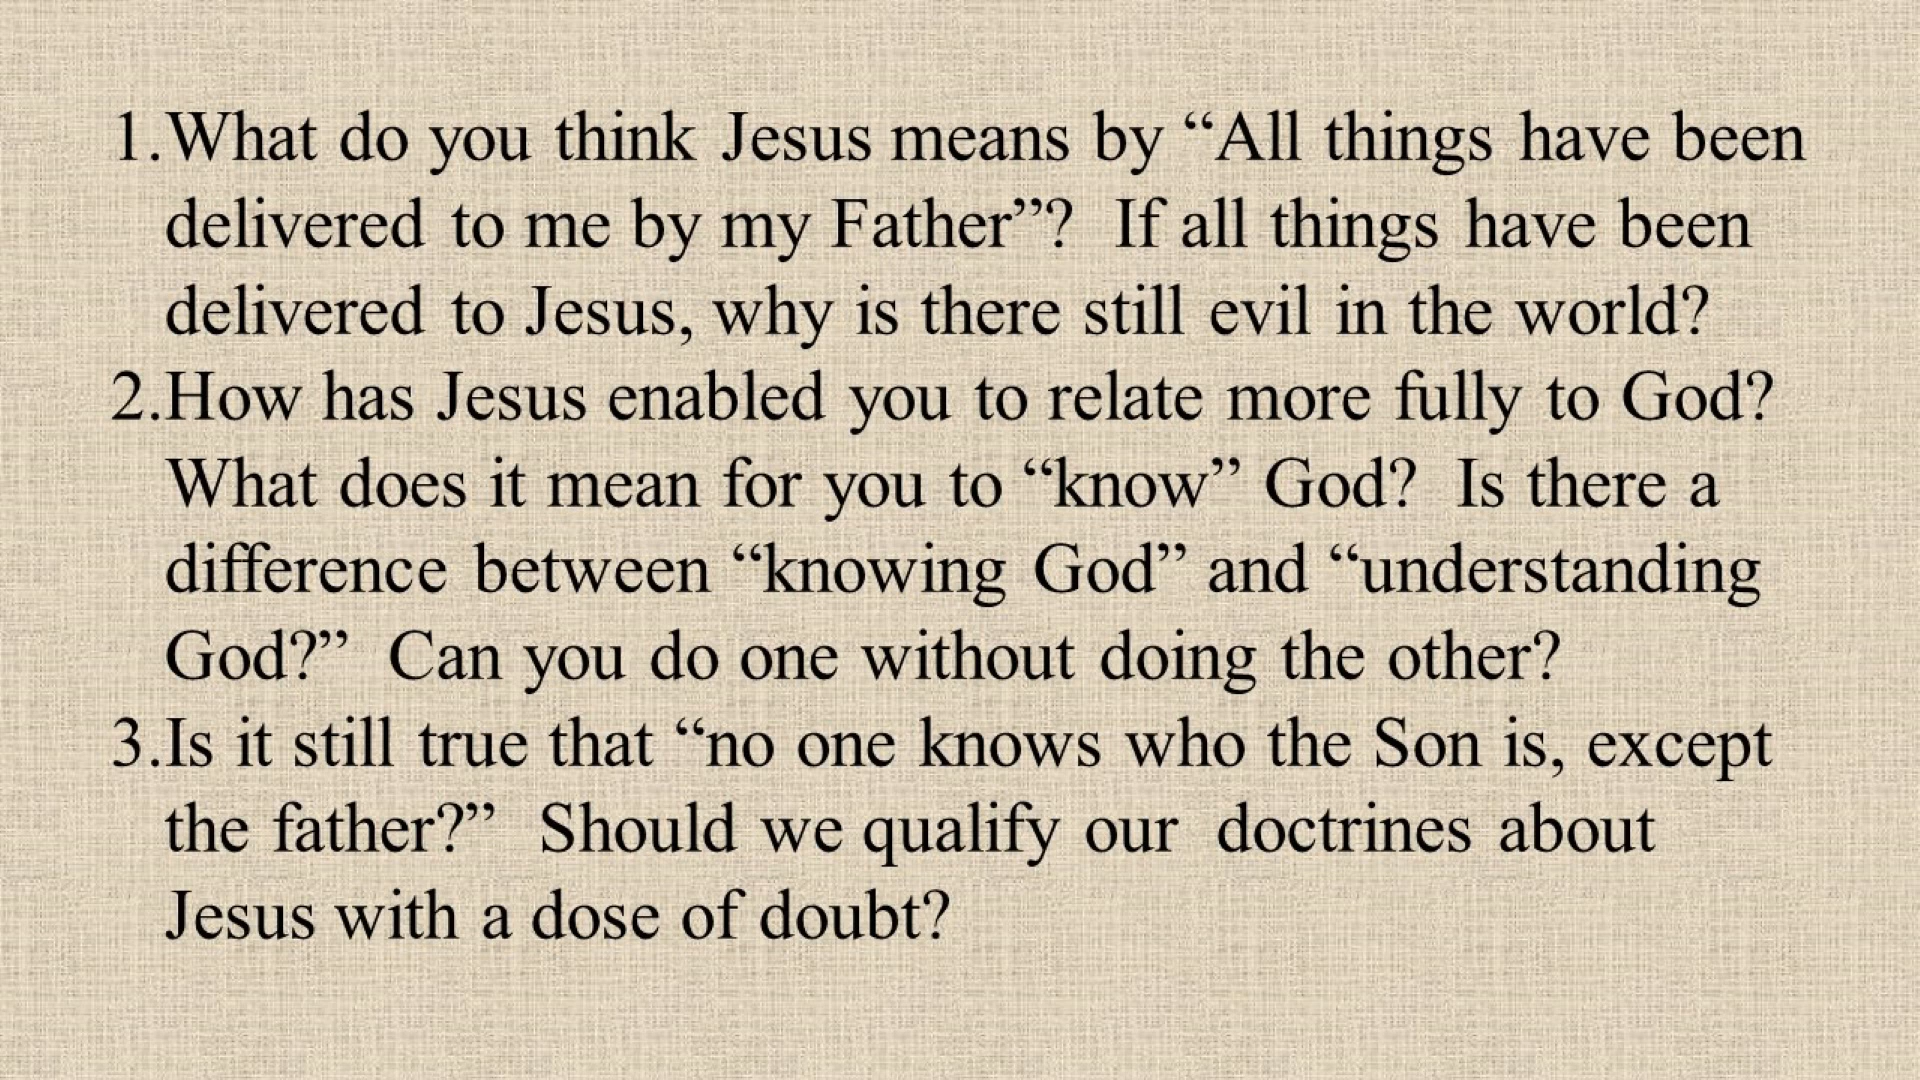 1.What do you think Jesus means by “All things have been
delivered to me by my Father”?  If all things have been
delivered to Jesus, why is there still evil in the world?
2.How has Jesus enabled you to relate more fully to God?
What does it mean for you to “know” God?  Is there a
difference between “knowing God” and “understanding
God?”  Can you do one without doing the other?
3.Is it still true that “no one knows who the Son is, except
the father?”  Should we qualify our  doctrines about
Jesus with a dose of doubt?